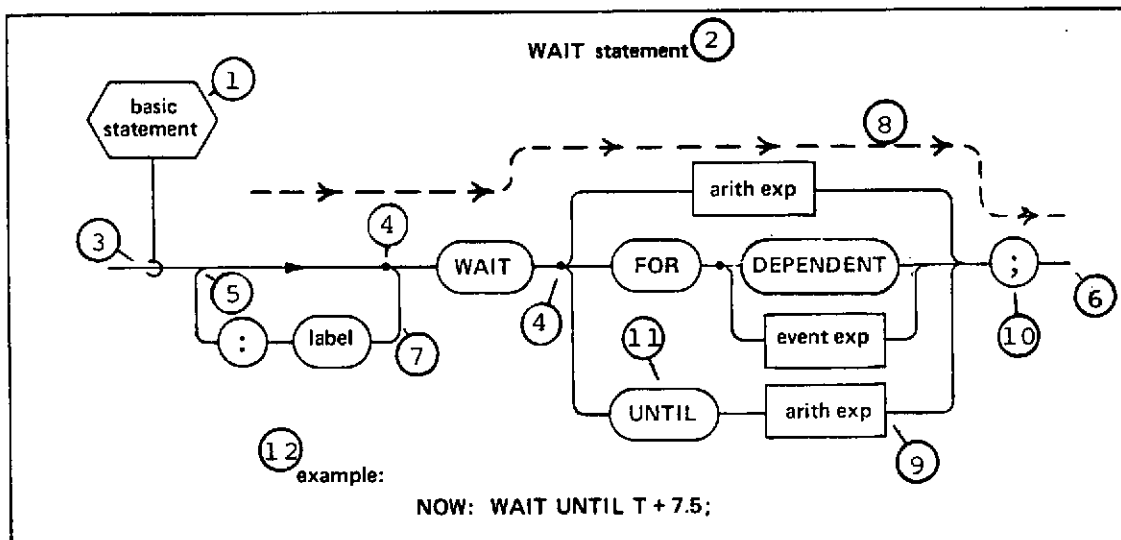 WAIT statement 2
1
basic
statement
8
arith exp
3
4
WAIT
FOR
DEPENDENT
;
5
4
6
:
label
7
event exp
10
11
UNTIL
arith exp
9
12
example:
NOW: WAIT UNTIL T + 7.5;